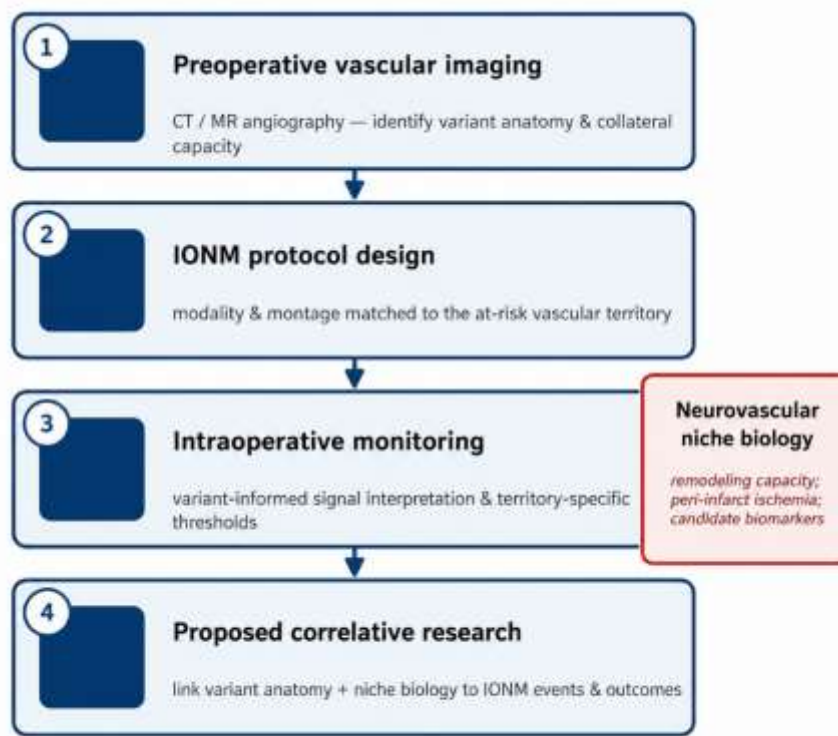 1
Preoperative vascular imaging
CT / MR angiography — identify variant anatomy & collateral
capacity
2
IONM protocol design
modality & montage matched to the at-risk vascular territory
3
Intraoperative monitoring
variant-informed signal interpretation & territory-specific
thresholds
Neurovascular
niche biology
remodeling capacity;
peri-infarct ischemia;
candidate biomarkers
4
Proposed correlative research
link variant anatomy + niche biology to IONM events & outcomes